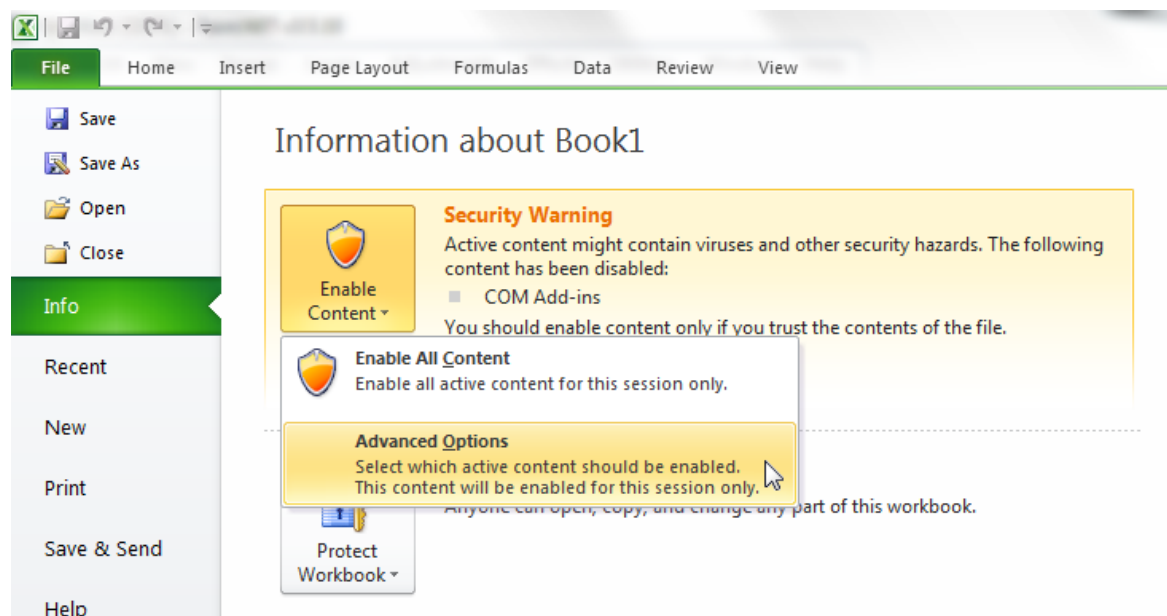 File Home Insert Page Layout Formulas Data Review View
Save
Save As
Open
Close
Info
Recent
New
Print
Save & Send
Help
Information about Book1
Enable
Content
Security Warning
Active content might contain viruses and other security hazards. The following
content has been disabled:
COM Add-ins
You should enable content only if you trust the contents of the file.
Enable All Content
Enable all active content for this session only.
Advanced Options
Select which active content should be enabled.
This content will be enabled for this session only.
Anyone can open, copy, and change any part of this workbook.
Protect
Workbook